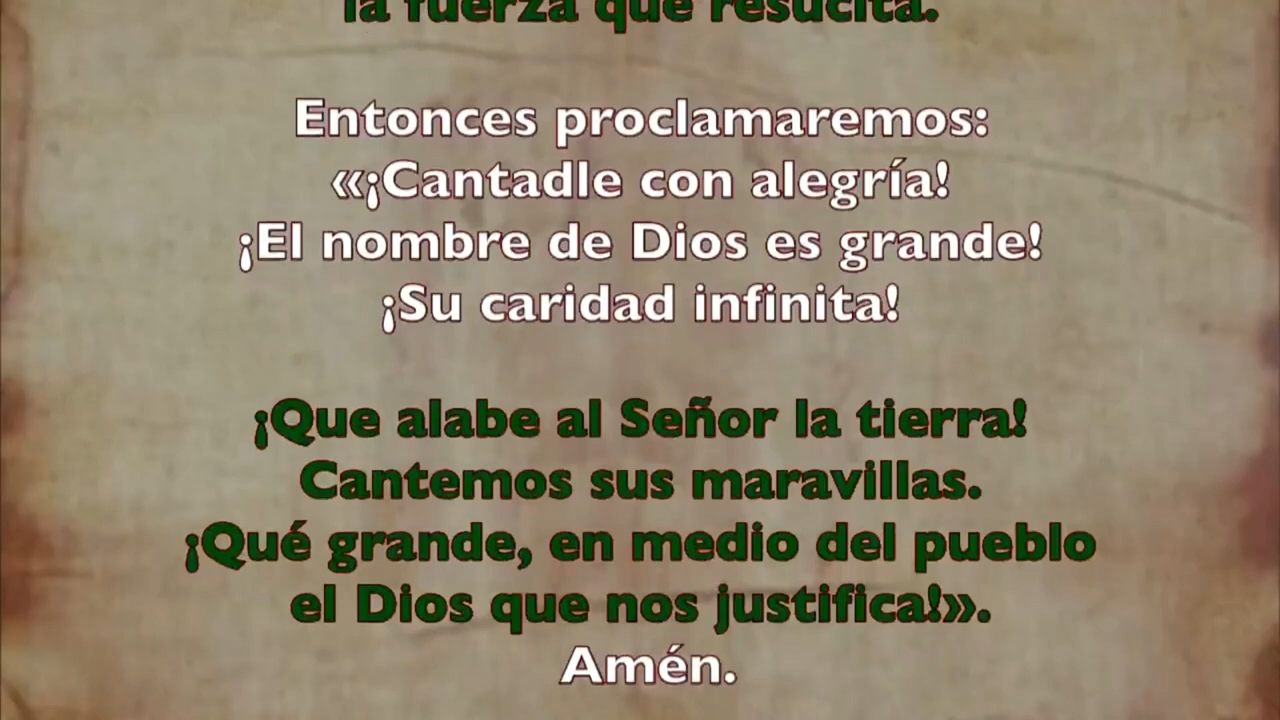 la fuerza que resucita.
Entonces proclamaremos:
«¡Cantadle con alegría!
¡El nombre de Dios es grande!
¡Su caridad infinita!
¡Que alabe al Señor la tierra!
Cantemos sus maravillas.
¡Qué grande, en medio del pueblo
el Dios que nos justifica!».
Amén.